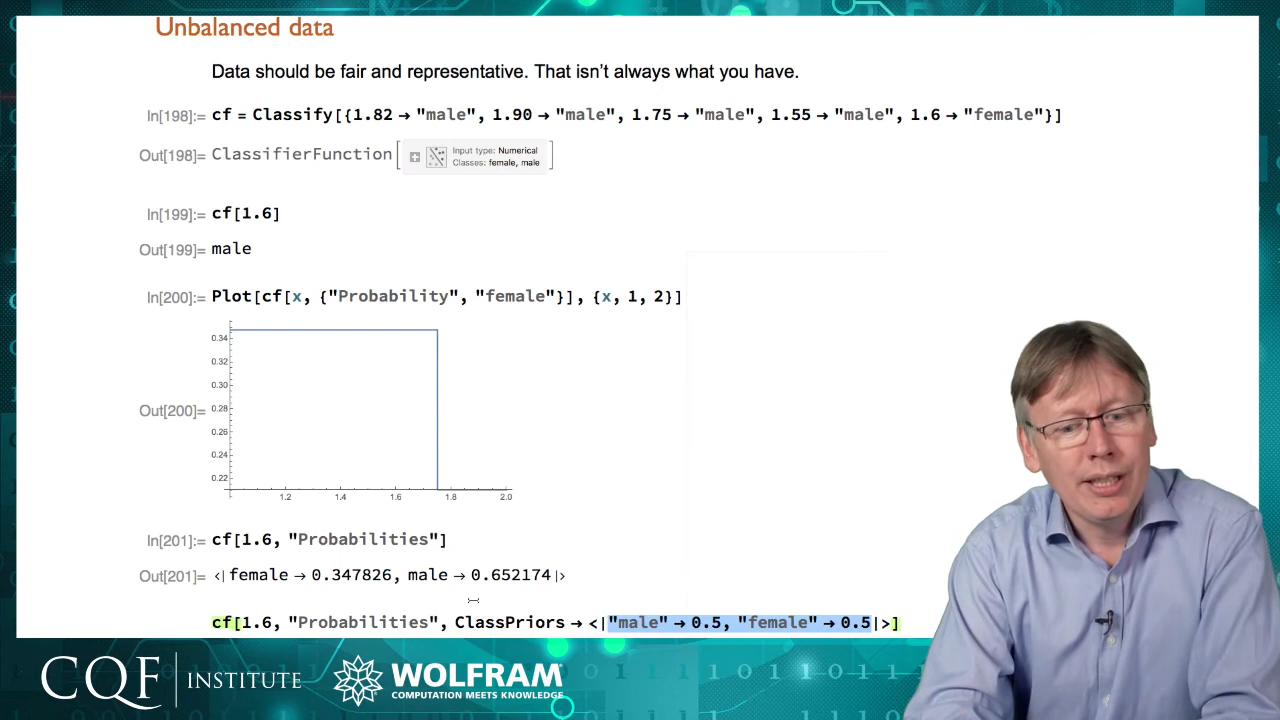 Unbalanced data
Data should be fair and representative. That isn't always what you have.
In[198]:= cf = Classify[{1.82 → "male", 1.90 → "male", 1.75 → "male", 1.55 → "male", 1.6 → "female"}]
Out[198]= ClassifierFunction[
Input type: Numerical
Classes: female, male
]
In[199]:= cf[1.6]
Out[199]= male
In[200]:= Plot[cf[x, {"Probability", "female"}], {x, 1, 2}]
0.34
0.32
0.30
0.28
Out[200]=
0.26
0.24
0.22
1.2 1.4 1.6 1.8 2.0
In[201]:= cf[1.6, "Probabilities"]
Out[201]= <|female → 0.347826, male → 0.652174|>
cf[1.6, "Probabilities", ClassPriors → <|"male" → 0.5, "female" → 0.5|>]
CQF INSTITUTE
WOLFRAM
COMPUTATION MEETS KNOWLEDGE